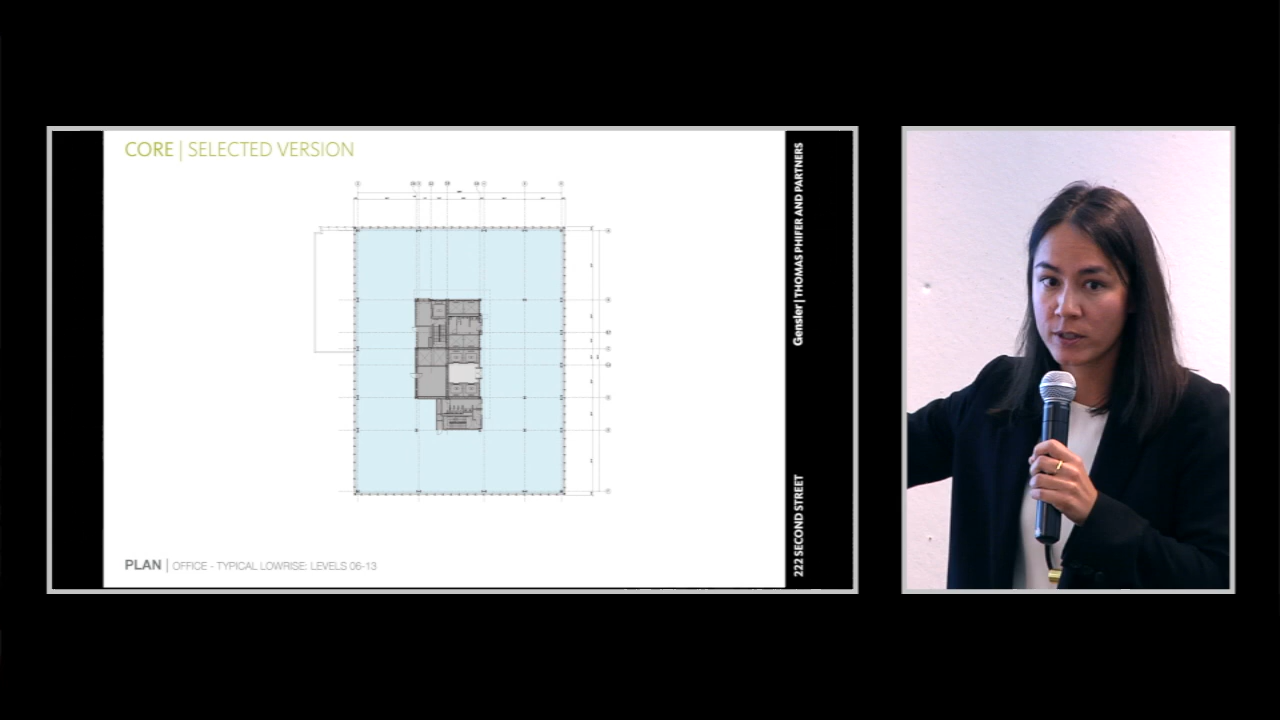 CORE | SELECTED VERSION
Gensler | THOMAS PHIFER AND PARTNERS
222 SECOND STREET
PLAN | OFFICE - TYPICAL LOWRISE: LEVELS 06-13